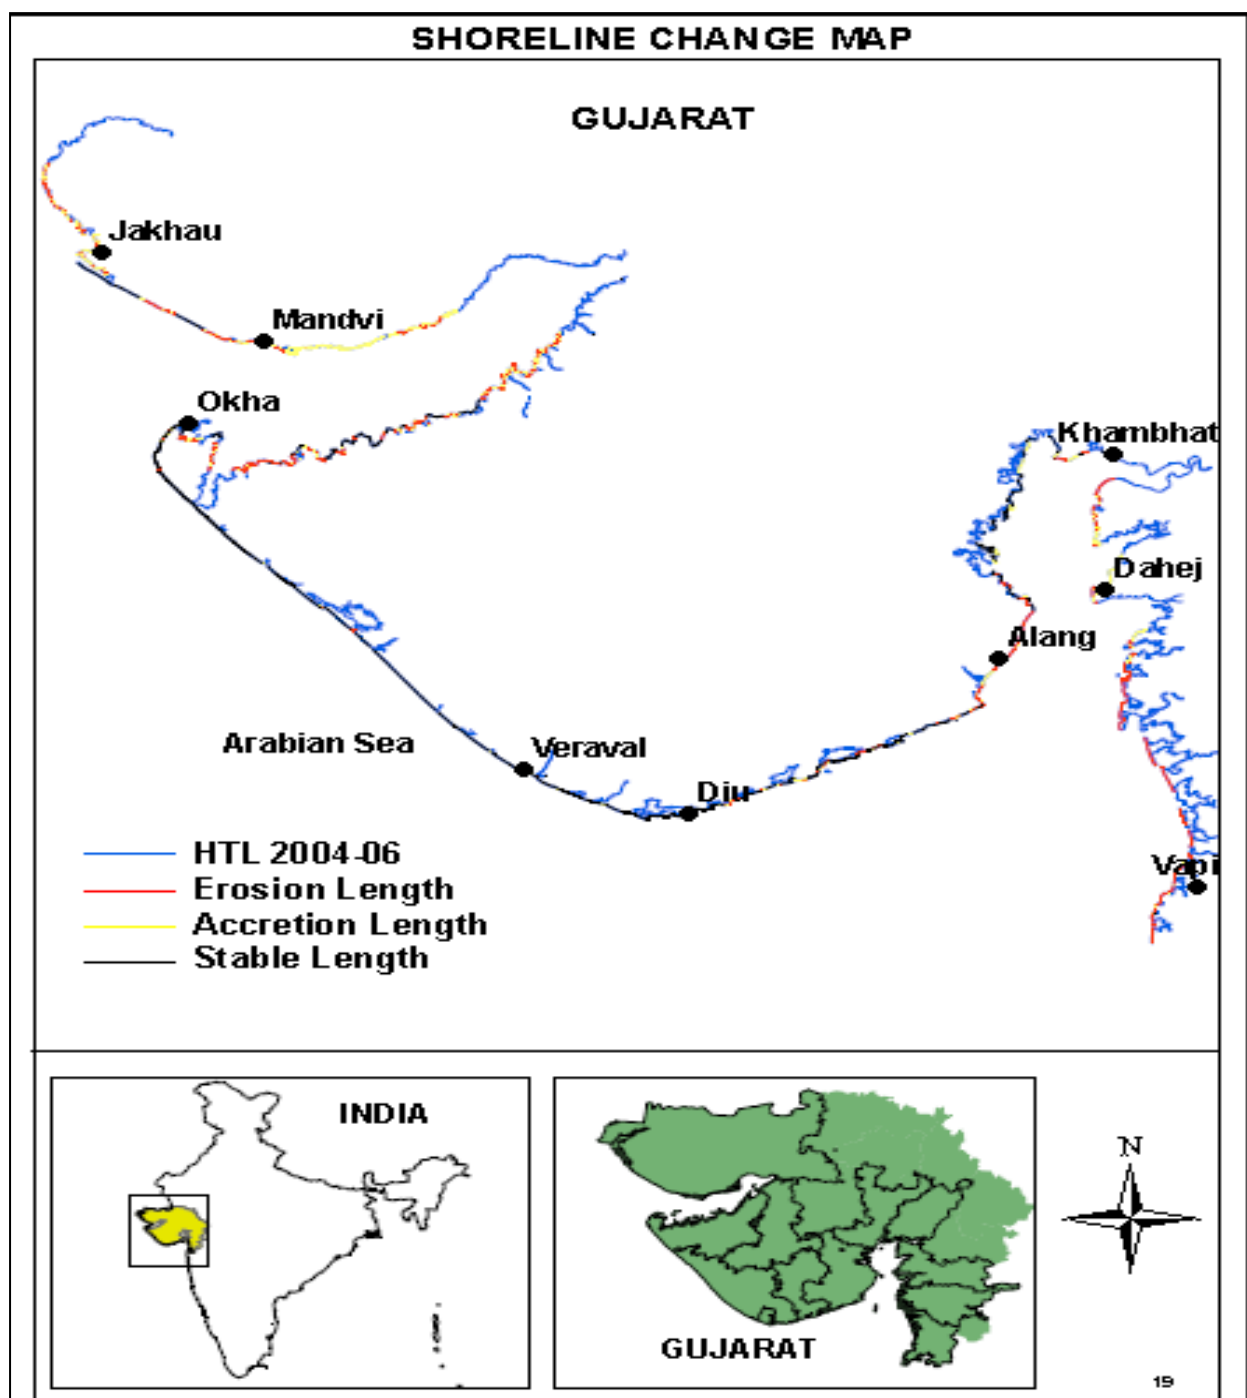 SHORELINE CHANGE MAP
GUJARAT
Jakhau
Mandvi
Okha
Khambhat
Dahej
Alang
Arabian Sea
Veraval
Diu
HTL 2004-06
Erosion Length
Accretion Length
Stable Length
Vapi
INDIA
N
GUJARAT
19